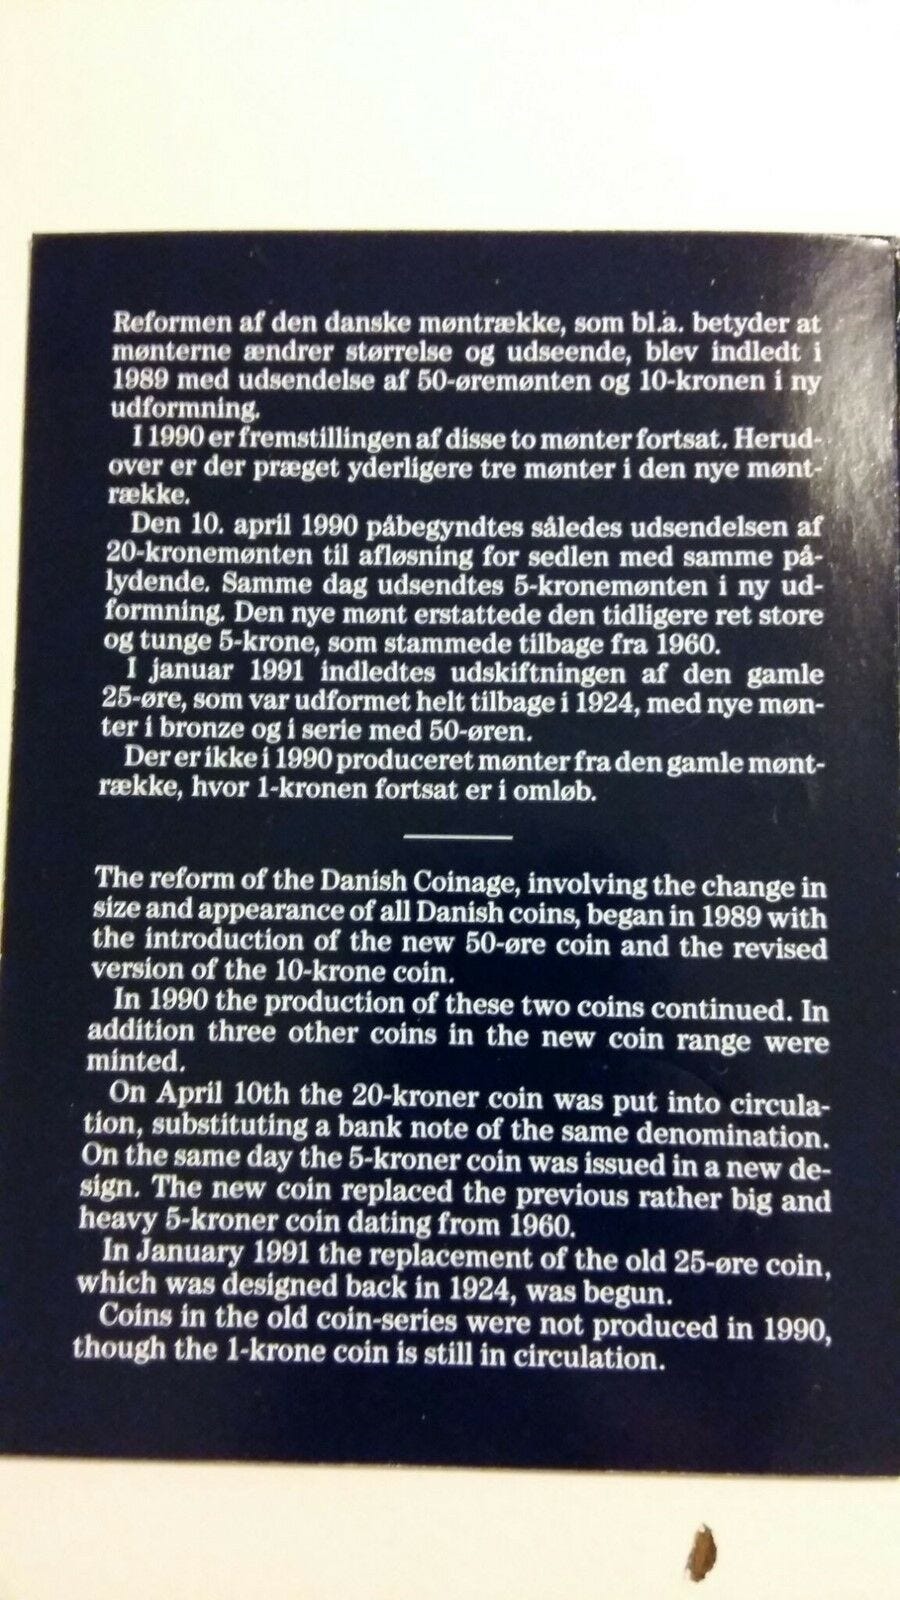 Reformen af den danske møntrække, som bl.a. betyder at
mønterne ændrer størrelse og udseende, blev indledt i
1989 med udsendelse af 50-øremønten og 10-kronen i ny
udformning.
I 1990 er fremstillingen af disse to mønter fortsat. Herud-
over er der præget yderligere tre mønter i den nye mønt-
række.
Den 10. april 1990 påbegyndtes således udsendelsen af
20-kronemønten til afløsning for sedlen med samme på-
lydende. Samme dag udsendtes 5-kronemønten i ny ud-
formning. Den nye mønt erstattede den tidligere ret store
og tunge 5-krone, som stammede tilbage fra 1960.
I januar 1991 indledtes udskiftningen af den gamle
25-øre, som var udformet helt tilbage i 1924, med nye møn-
ter i bronze og i serie med 50-øren.
Der er ikke i 1990 produceret mønter fra den gamle mønt-
række, hvor 1-kronen fortsat er i omløb.
The reform of the Danish Coinage, involving the change in
size and appearance of all Danish coins, began in 1989 with
the introduction of the new 50-øre coin and the revised
version of the 10-krone coin.
In 1990 the production of these two coins continued. In
addition three other coins in the new coin range were
minted.
On April 10th the 20-kroner coin was put into circula-
tion, substituting a bank note of the same denomination.
On the same day the 5-kroner coin was issued in a new de-
sign. The new coin replaced the previous rather big and
heavy 5-kroner coin dating from 1960.
In January 1991 the replacement of the old 25-øre coin,
which was designed back in 1924, was begun.
Coins in the old coin-series were not produced in 1990,
though the 1-krone coin is still in circulation.